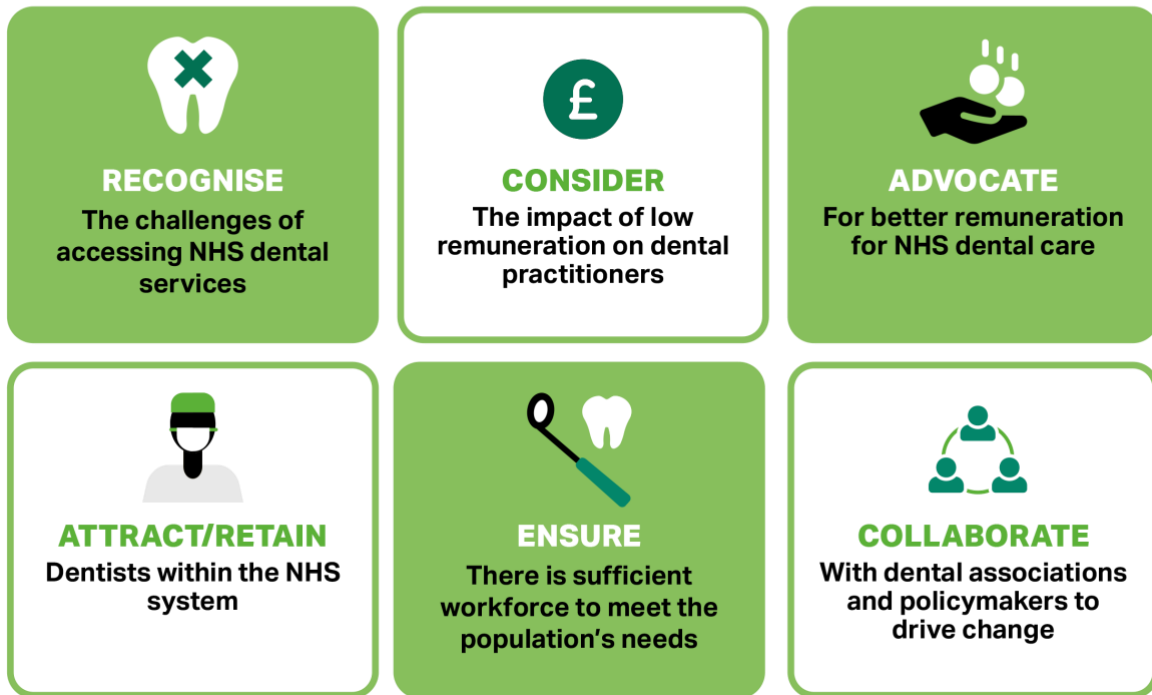 £
RECOGNISE
The challenges of
accessing NHS dental
services
CONSIDER
The impact of low
remuneration on dental
practitioners
ADVOCATE
For better remuneration
for NHS dental care
ATTRACT/RETAIN
Dentists within the NHS
system
ENSURE
There is sufficient
workforce to meet the
population’s needs
COLLABORATE
With dental associations
and policymakers to
drive change